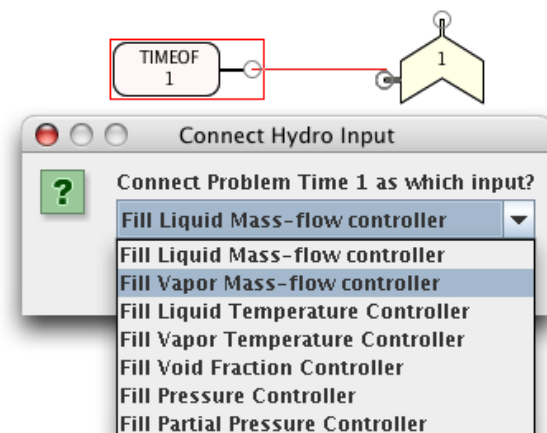 TIMEOF
1
1
Connect Hydro Input
?
Connect Problem Time 1 as which input?
Fill Liquid Mass-flow controller
Fill Liquid Mass-flow controller
Fill Vapor Mass-flow controller
Fill Liquid Temperature Controller
Fill Vapor Temperature Controller
Fill Void Fraction Controller
Fill Pressure Controller
Fill Partial Pressure Controller